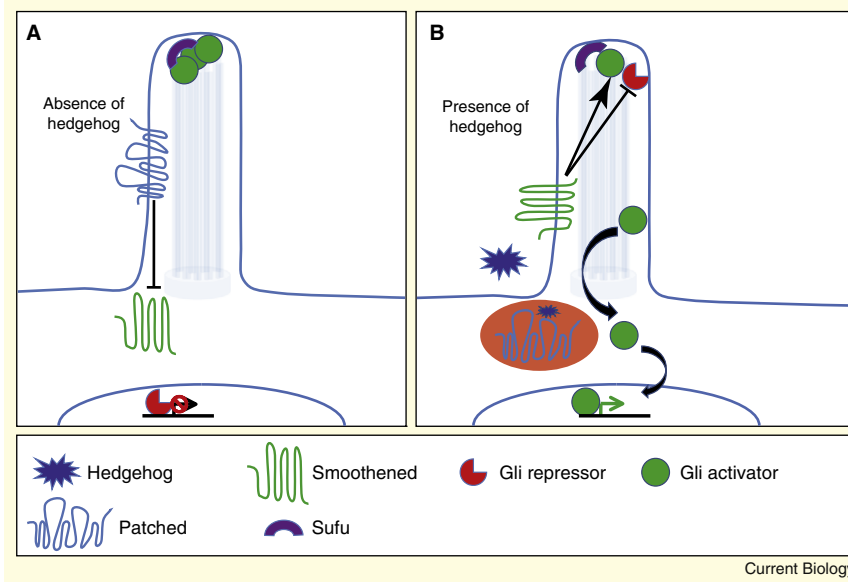 A
Absence of
hedgehog
B
Presence of
hedgehog
Hedgehog
Smoothened
Gli repressor
Gli activator
Patched
Sufu
Current Biology